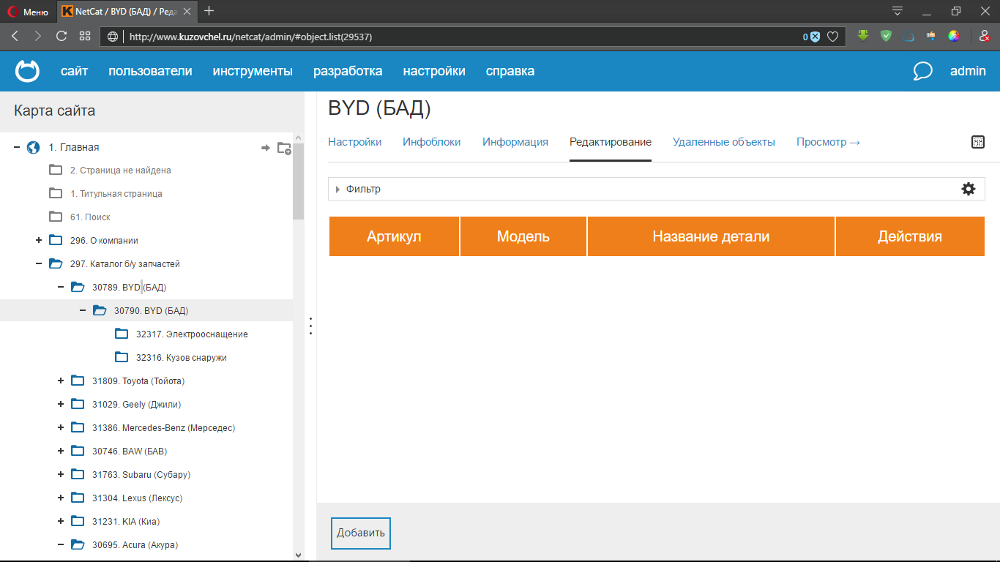 Меню
NetCat / BYD (БАД) / Реда
http://www.kuzovchel.ru/netcat/admin/#object.list(29537)
0
сайт пользователи инструменты разработка настройки справка
admin
Карта сайта
1. Главная
2. Страница не найдена
1. Титульная страница
61. Поиск
296. О компании
297. Каталог б/у запчастей
30789. BYD (БАД)
30790. BYD (БАД)
32317. Электрооснащение
32316. Кузов снаружи
31809. Toyota (Тойота)
31029. Geely (Джили)
31386. Mercedes-Benz (Мерседес)
30746. BAW (БАВ)
31763. Subaru (Субару)
31304. Lexus (Лексус)
31231. KIA (Киа)
30695. Acura (Акура)
BYD (БАД)
Настройки Инфоблоки Информация Редактирование Удаленные объекты Просмотр →
Фильтр
Артикул Модель Название детали Действия
Добавить